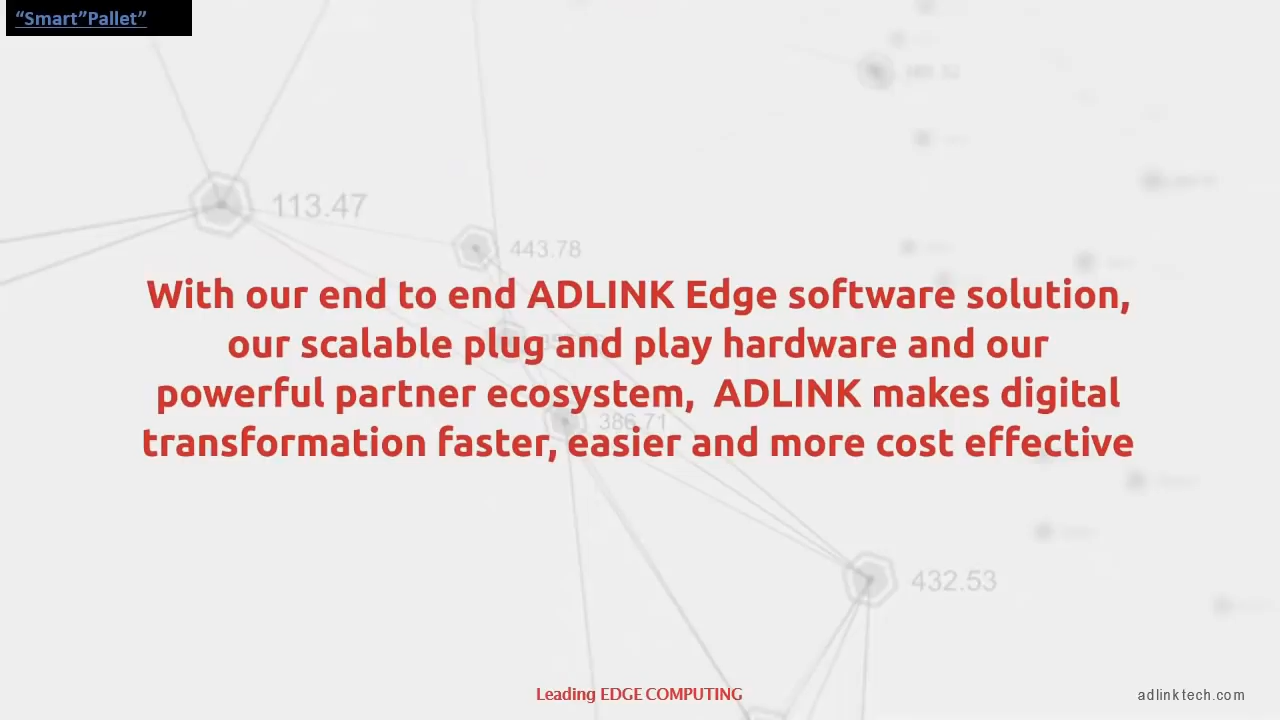 “Smart”Pallet”
113.47
443.78
With our end to end ADLINK Edge software solution,
our scalable plug and play hardware and our
powerful partner ecosystem,  ADLINK makes digital
386.71
transformation faster, easier and more cost effective
432.53
Leading EDGE COMPUTING
adlinktech.com